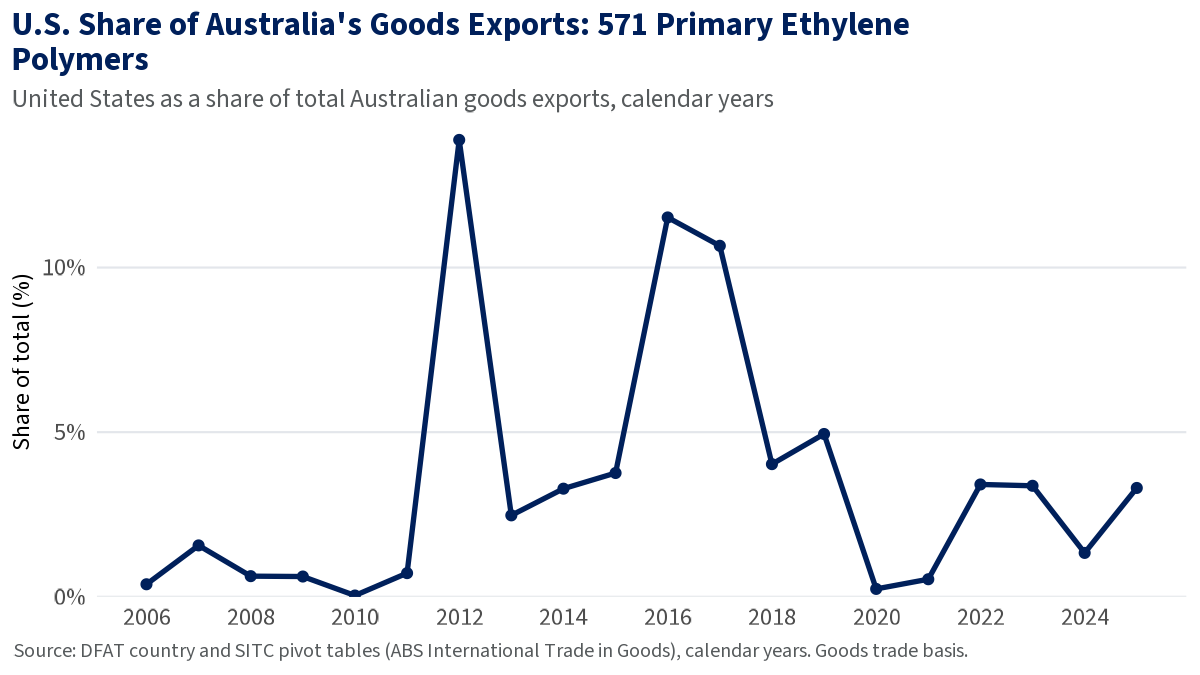 U.S. Share of Australia's Goods Exports: 571 Primary Ethylene
Polymers
United States as a share of total Australian goods exports, calendar years
Share of total (%)
10%
5%
0%
2006 2008 2010 2012 2014 2016 2018 2020 2022 2024
Source: DFAT country and SITC pivot tables (ABS International Trade in Goods), calendar years. Goods trade basis.